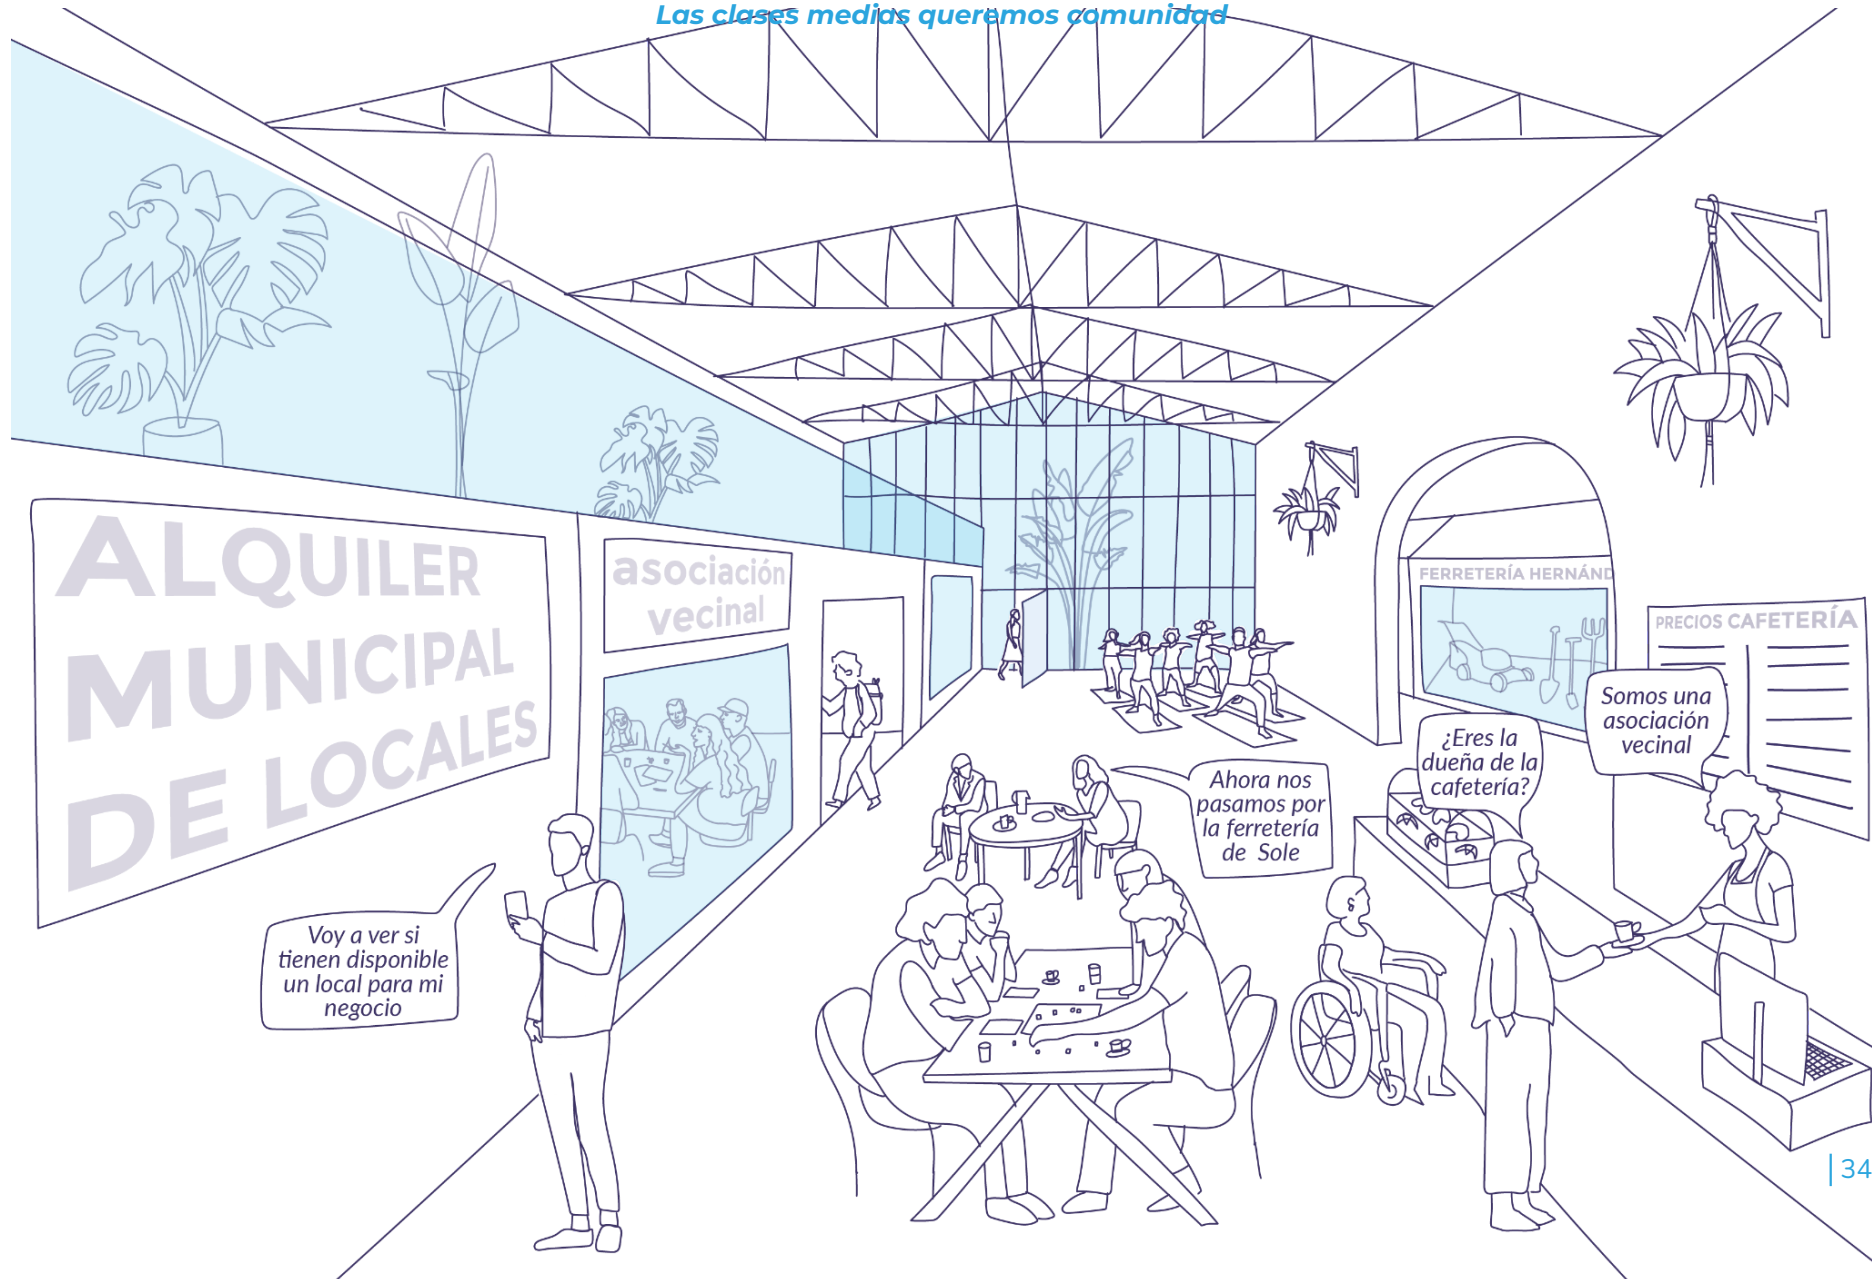 Las clases medias queremos comunidad
ALQUILER
MUNICIPAL
DE LOCALES
asociación
vecinal
FERRETERÍA HERNÁND
PRECIOS CAFETERÍA
Somos una
asociación
vecinal
¿Eres la
dueña de la
cafetería?
Ahora nos
pasamos por
la ferretería
de Sole
Voy a ver si
tienen disponible
un local para mi
negocio
34